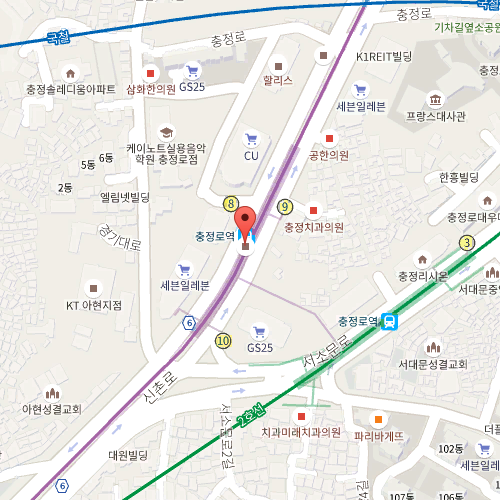 국철
충정로
국철
기차길옆소공원
K1REIT빌딩
할리스
충정솔레디움아파트
삼화한의원
GS25
세븐일레븐
프랑스대사관
케이노트실용음악
학원 충정로점
CU
공한의원
6동
5동
2동
한흥빌딩
엘림넷빌딩
8
9
충정로대우디
경기대로
충정로역
충정치과의원
3
세븐일레븐
충정리시온
서대문중앙
KT 아현지점
6
충정로역
10
GS25
서소문로
서대문성결교회
신촌로
아현성결교회
2호선
서소문로2길
치과미래치과의원
파리바게뜨
더플
102동
대원빌딩
세븐일레븐
6
106동
107동